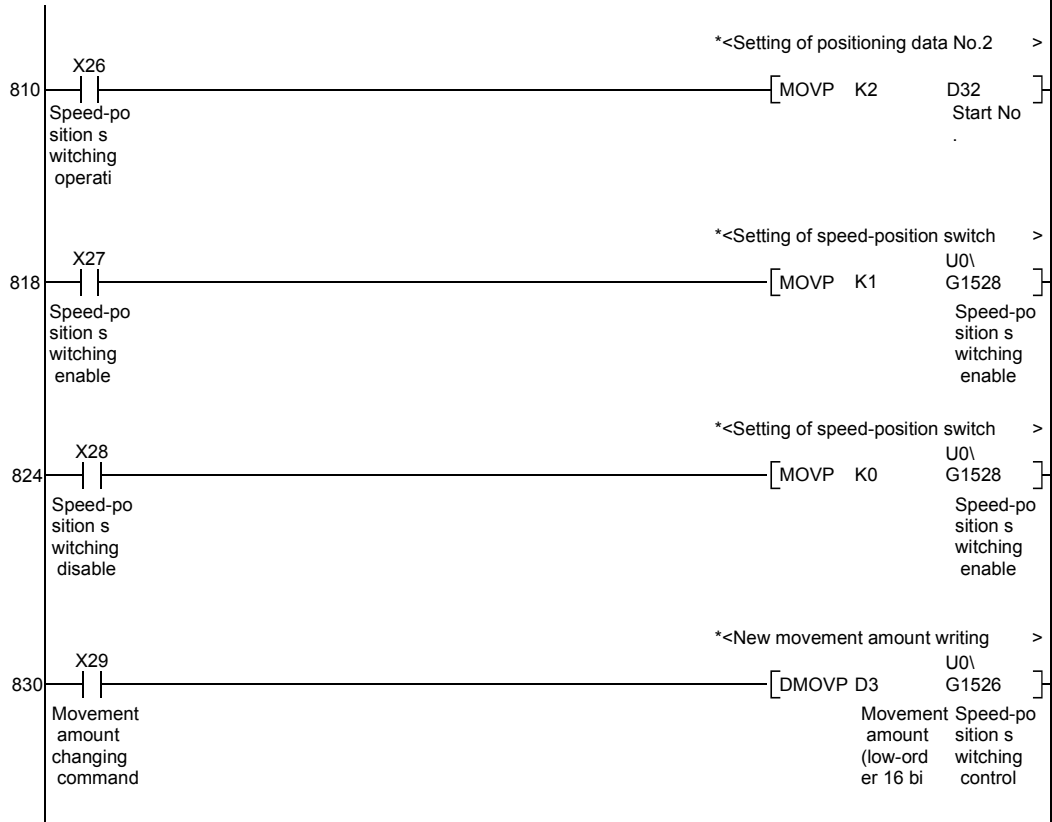 *<Setting of positioning data No.2 >
X26
810 [MOVP K2 D32 ]
Speed-po Start No
sition s .
witching
operati
*<Setting of speed-position switch >
X27 U0\
818 [MOVP K1 G1528 ]
Speed-po Speed-po
sition s sition s
witching witching
enable enable
*<Setting of speed-position switch >
X28 U0\
824 [MOVP K0 G1528 ]
Speed-po Speed-po
sition s sition s
witching witching
disable enable
*<New movement amount writing >
X29 U0\
830 [DMOVP D3 G1526 ]
Movement Movement Speed-po
amount amount sition s
changing (low-ord witching
command er 16 bi control